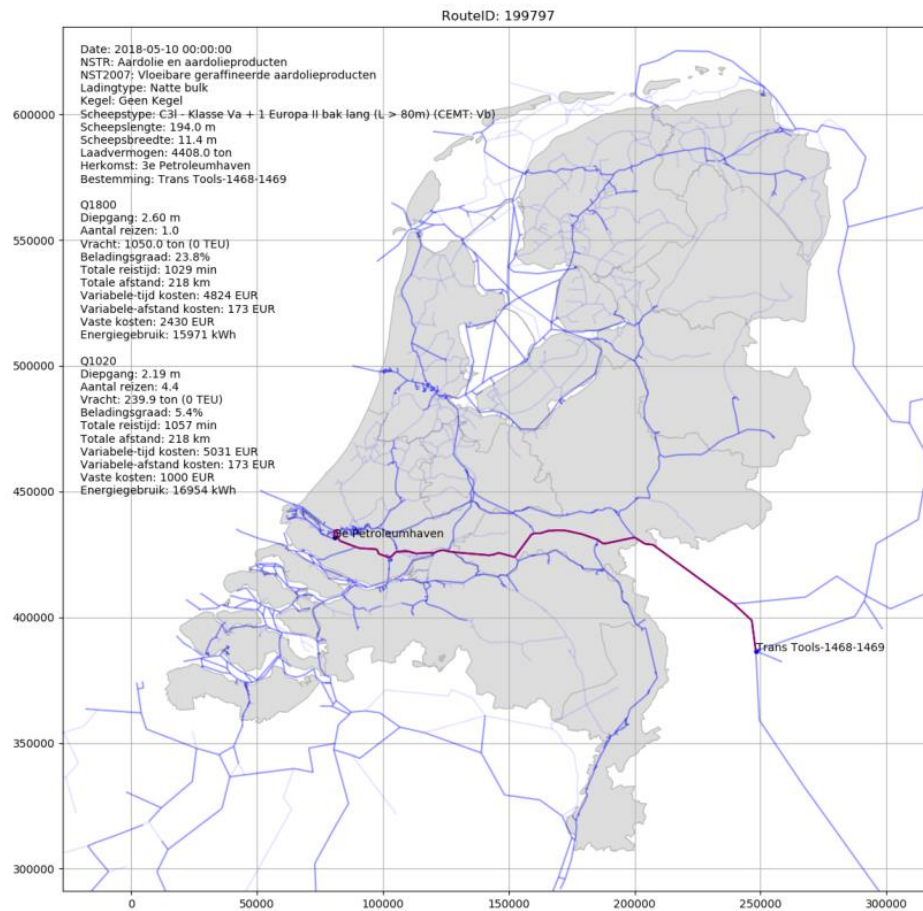 RouteID: 199797
Date: 2018-05-10 00:00:00
NSTR: Aardolie en aardolieproducten
NST2007: Vloeibare geraffineerde aardolieproducten
Ladingtype: Natte bulk
Kegel: Geen Kegel
Scheepstype: C3l - Klasse Va + 1 Europa II bak lang (L > 80m) (CEMT: Vb)
Scheepslengte: 194.0 m
Scheepsbreedte: 11.4 m
Laadvermogen: 4408.0 ton
Herkomst: 3e Petroleumhaven
Bestemming: Trans Tools-1468-1469
Q1800
Diepgang: 2.60 m
Aantal reizen: 1.0
Vracht: 1050.0 ton (0 TEU)
Beladingsgraad: 23.8%
Totale reistijd: 1029 min
Totale afstand: 218 km
Variabele-tijd kosten: 4824 EUR
Variabele-afstand kosten: 173 EUR
Vaste kosten: 2430 EUR
Energiegebruik: 15971 kWh
Q1020
Diepgang: 2.19 m
Aantal reizen: 4.4
Vracht: 239.9 ton (0 TEU)
Beladingsgraad: 5.4%
Totale reistijd: 1057 min
Totale afstand: 218 km
Variabele-tijd kosten: 5031 EUR
Variabele-afstand kosten: 173 EUR
Vaste kosten: 1000 EUR
Energiegebruik: 16954 kWh
3e Petroleumhaven
Trans Tools-1468-1469
600000
550000
500000
450000
400000
350000
300000
0 50000 100000 150000 200000 250000 300000